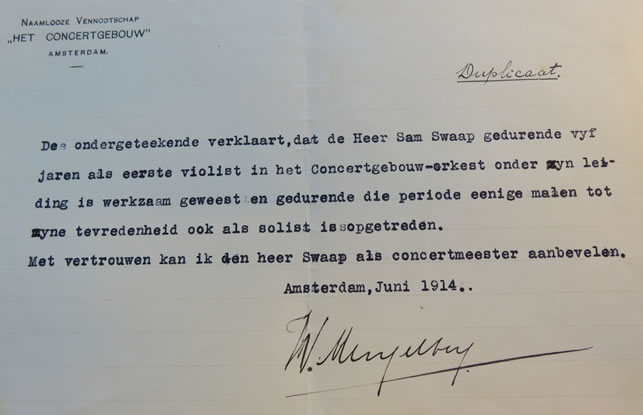 NAAMLOOZE VENNOOTSCHAP
„HET CONCERTGEBOUW"
AMSTERDAM.
Duplicaat.
De ondergeteekende verklaart,dat de Heer Sam Swaap gedurende vyf
jaren als eerste violist in het Concertgebouw-orkest onder zyn lei-
ding is werkzaam geweest en gedurende die periode eenige malen tot
zyne tevredenheid ook als solist is opgetreden.
Met vertrouwen kan ik den heer Swaap als concertmeester aanbevelen.
Amsterdam,Juni 1914..
W. Mengelberg